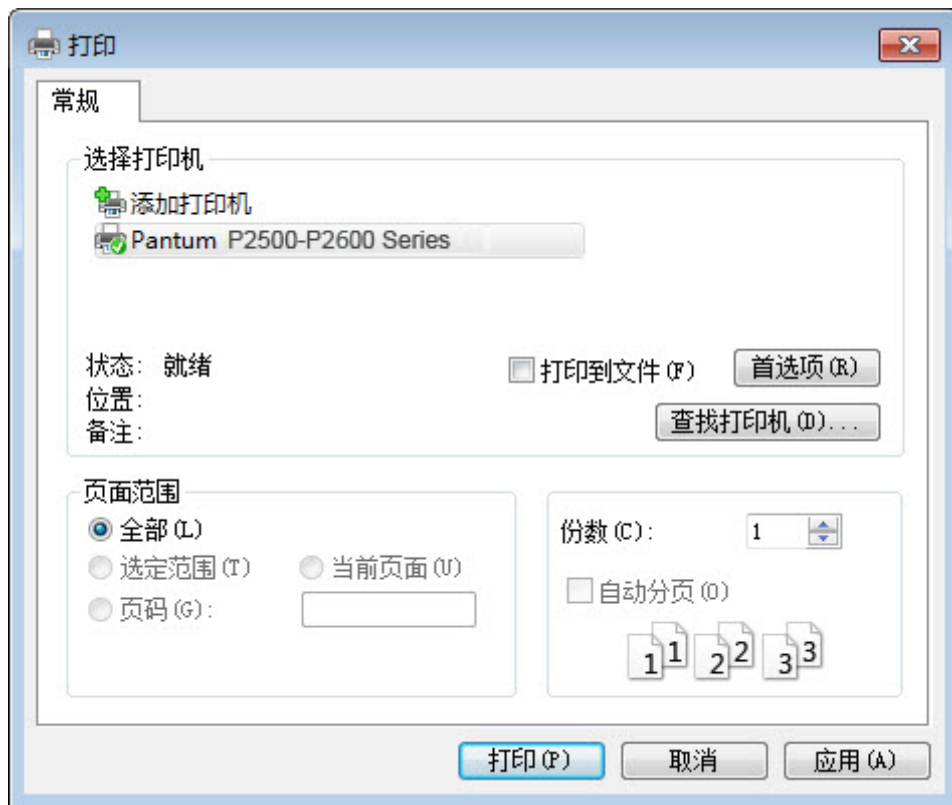 打印
常规
选择打印机
添加打印机
Pantum P2500-P2600 Series
状态: 就绪
打印到文件(F)
首选项(R)
位置:
查找打印机(D)...
备注:
页面范围
全部(L)
选定范围(T) 当前页面(U)
页码(G):
份数(C): 1
自动分页(O)
1 1 2 2 3 3
打印(P) 取消 应用(A)